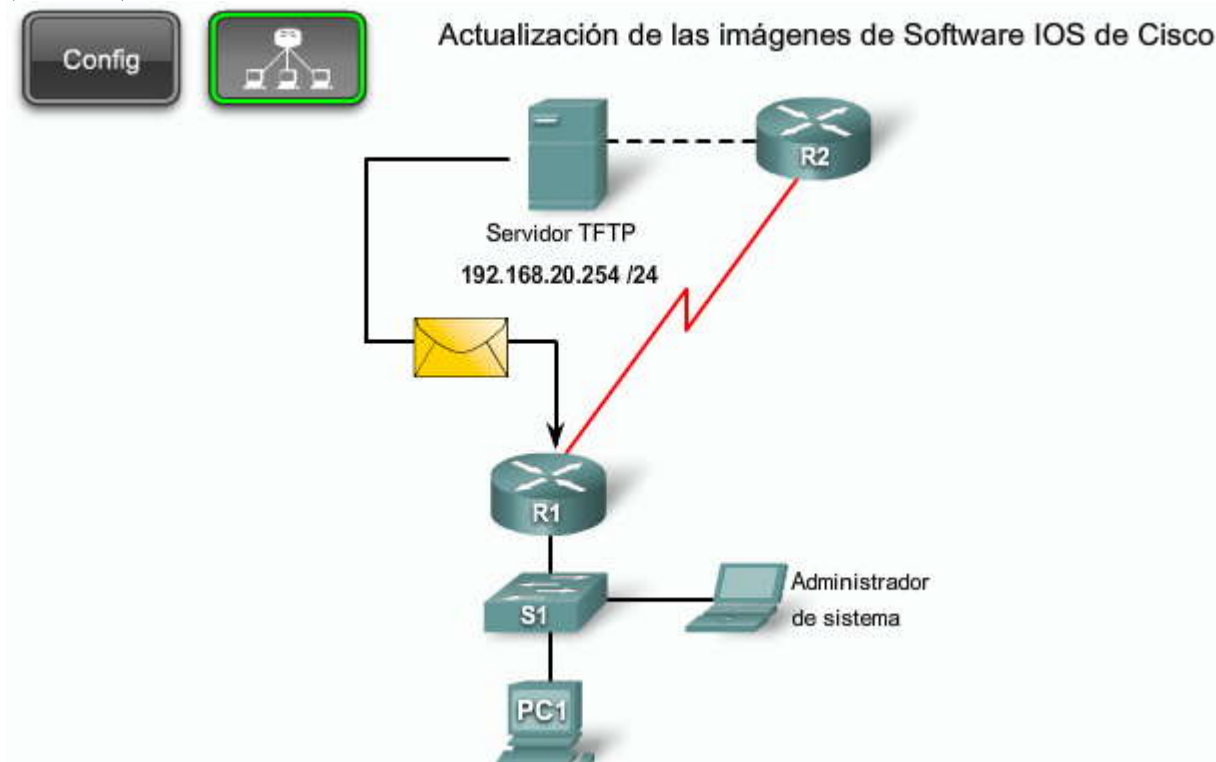 Config
Actualización de las imágenes de Software IOS de Cisco
R2
Servidor TFTP
192.168.20.254 /24
R1
Administrador
de sistema
S1
PC1